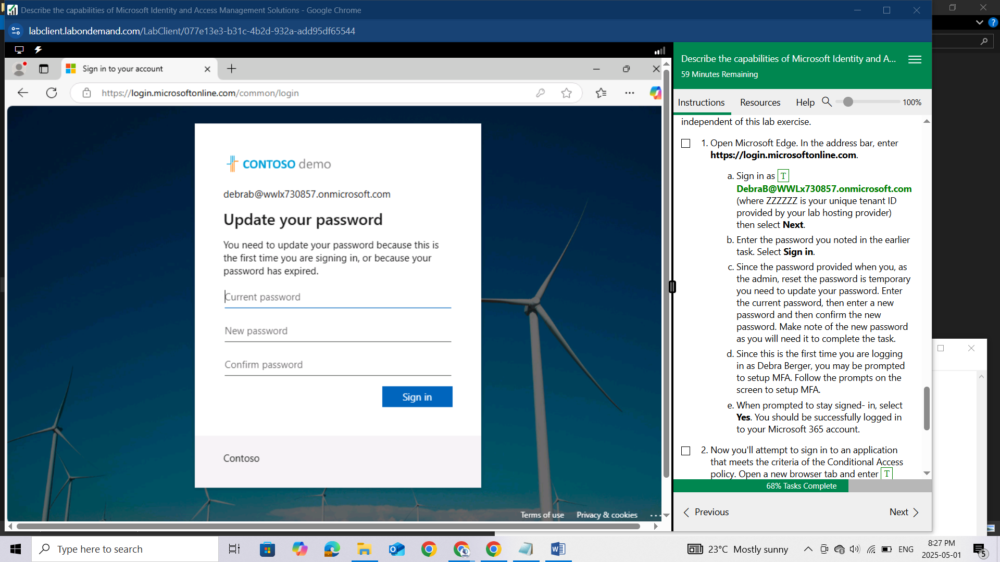 Describe the capabilities of Microsoft Identity and Access Management Solutions - Google Chrome
labclient.labondemand.com/LabClient/077e13e3-b31c-4b2d-932a-add95df65544
Sign in to your account
https://login.microsoftonline.com/common/login
CONTOSO demo
debrab@wwlx730857.onmicrosoft.com
Update your password
You need to update your password because this is
the first time you are signing in, or because your
password has expired.
Current password
New password
Confirm password
Sign in
Contoso
Terms of use Privacy & cookies ...
Describe the capabilities of Microsoft Identity and A...
59 Minutes Remaining
Instructions Resources Help 100%
independent of this lab exercise.
1. Open Microsoft Edge. In the address bar, enter
https://login.microsoftonline.com.
a. Sign in as T
DebraB@WWLx730857.onmicrosoft.com
(where ZZZZZZ is your unique tenant ID
provided by your lab hosting provider)
then select Next.
b. Enter the password you noted in the earlier
task. Select Sign in.
c. Since the password provided when you, as
the admin, reset the password is temporary
you need to update your password. Enter
the current password, then enter a new
password and then confirm the new
password. Make note of the new password
as you will need it to complete the task.
d. Since this is the first time you are logging
in as Debra Berger, you may be prompted
to setup MFA. Follow the prompts on the
screen to setup MFA.
e. When prompted to stay signed- in, select
Yes. You should be successfully logged in
to your Microsoft 365 account.
2. Now you'll attempt to sign in to an application
that meets the criteria of the Conditional Access
policy. Open a new browser tab and enter T
68% Tasks Complete
Previous Next
Type here to search
23°C Mostly sunny
ENG
8:27 PM
2025-05-01
5